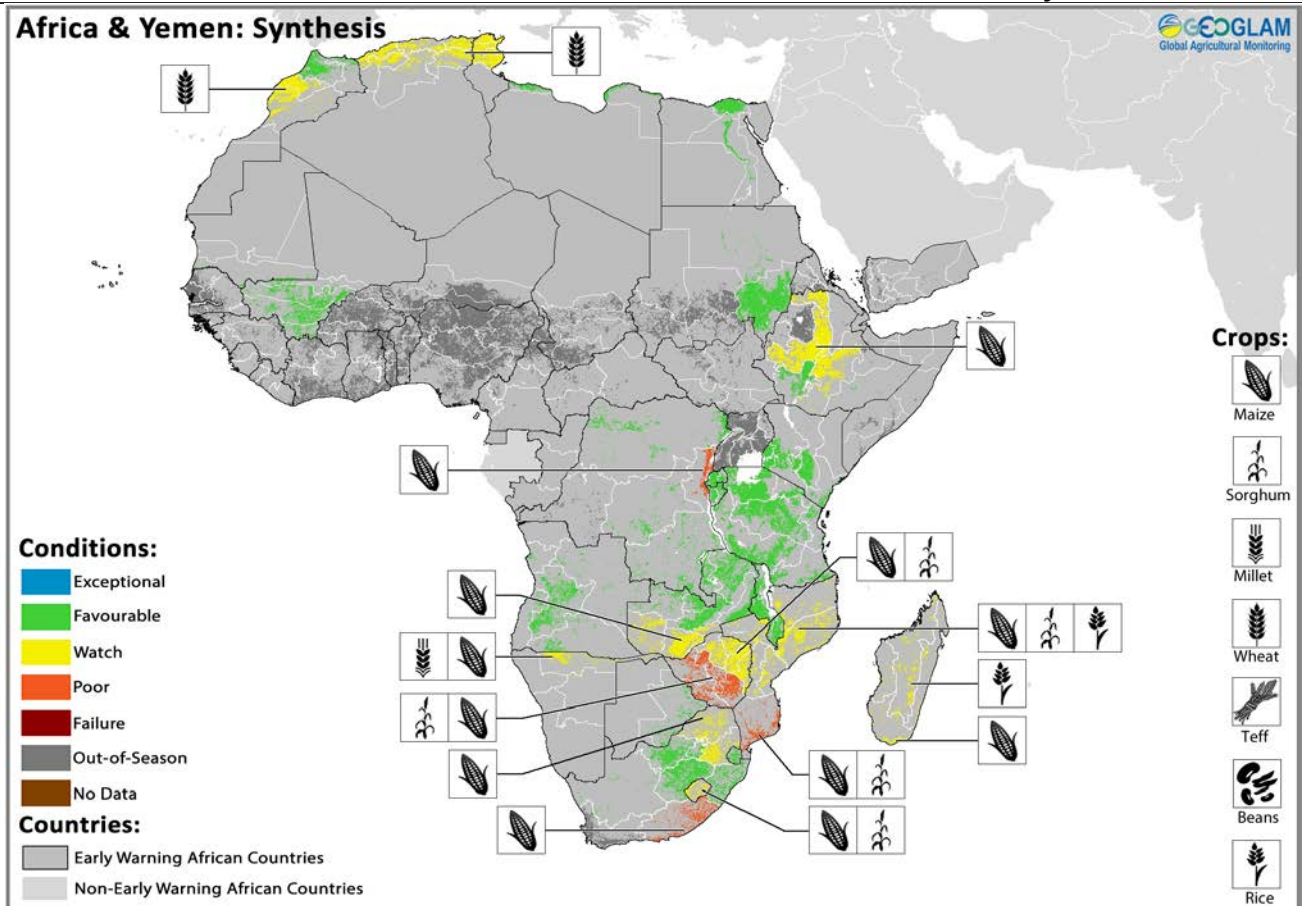 Africa & Yemen: Synthesis
GEOGLAM
Global Agricultural Monitoring
Crops:
Maize
Sorghum
Millet
Wheat
Teff
Beans
Rice
Conditions:
Exceptional
Favourable
Watch
Poor
Failure
Out-of-Season
No Data
Countries:
Early Warning African Countries
Non-Early Warning African Countries